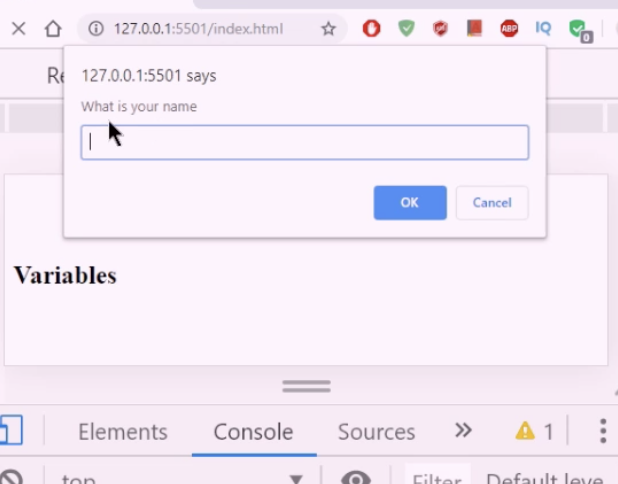 127.0.0.1:5501/index.html
ABP
IQ
0
127.0.0.1:5501 says
What is your name
OK
Cancel
Variables
Elements
Console
Sources
1
top
Filter
Default leve